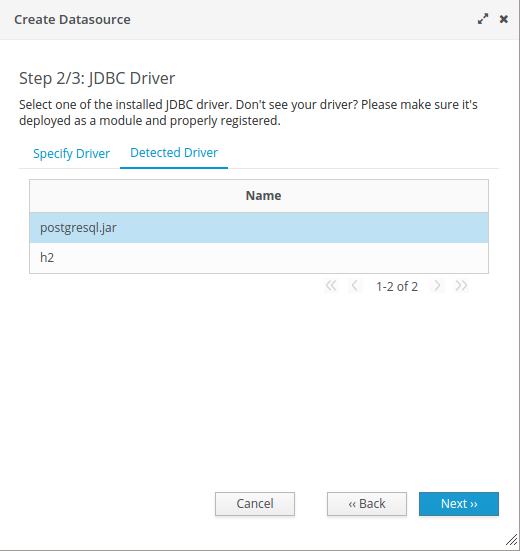 Create Datasource
Step 2/3: JDBC Driver
Select one of the installed JDBC driver. Don't see your driver? Please make sure it's
deployed as a module and properly registered.
Specify Driver Detected Driver
Name
postgresql.jar
h2
1-2 of 2
Cancel ‹‹ Back Next ››